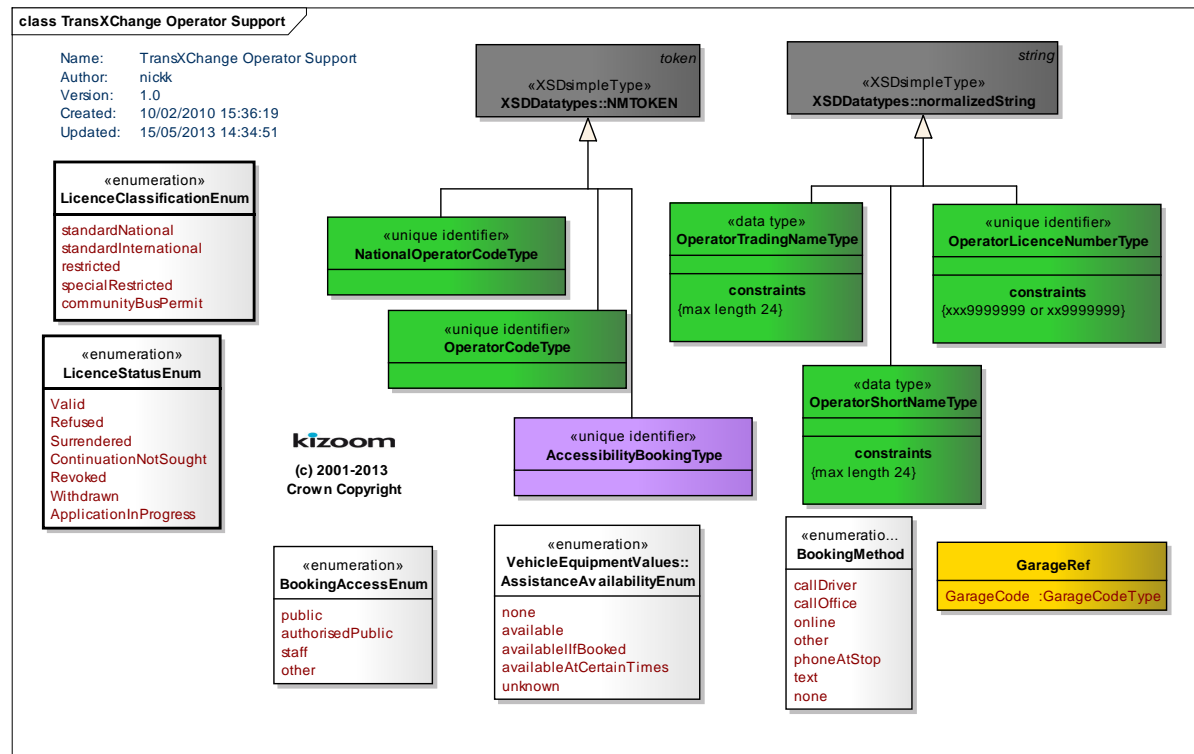 class TransXChange Operator Support
Name: TransXChange Operator Support
Author: nickk
Version: 1.0
Created: 10/02/2010 15:36:19
Updated: 15/05/2013 14:34:51
token
«XSDsimpleType»
XSDDatatypes::NMTOKEN
string
«XSDsimpleType»
XSDDatatypes::normalizedString
«enumeration»
LicenceClassificationEnum
standardNational
standardInternational
restricted
specialRestricted
communityBusPermit
«unique identifier»
NationalOperatorCodeType
«data type»
OperatorTradingNameType
constraints
{max length 24}
«unique identifier»
OperatorLicenceNumberType
constraints
{xxx9999999 or xx9999999}
«unique identifier»
OperatorCodeType
«enumeration»
LicenceStatusEnum
Valid
Refused
Surrendered
ContinuationNotSought
Revoked
Withdrawn
ApplicationInProgress
«data type»
OperatorShortNameType
constraints
{max length 24}
kizoom
(c) 2001-2013
Crown Copyright
«unique identifier»
AccessibilityBookingType
«enumeration»
BookingAccessEnum
public
authorisedPublic
staff
other
«enumeration»
VehicleEquipmentValues::
AssistanceAvailabilityEnum
none
available
availableIfBooked
availableAtCertainTimes
unknown
«enumeratio...
BookingMethod
callDriver
callOffice
online
other
phoneAtStop
text
none
GarageRef
GarageCode :GarageCodeType